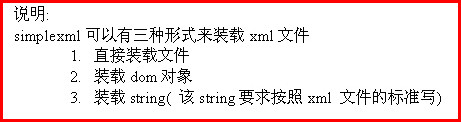 说明:
simplexml 可以有三种形式来装载 xml 文件
1. 直接装载文件
2. 装载 dom 对象
3. 装载 string( 该 string 要求按照 xml 文件的标准写)